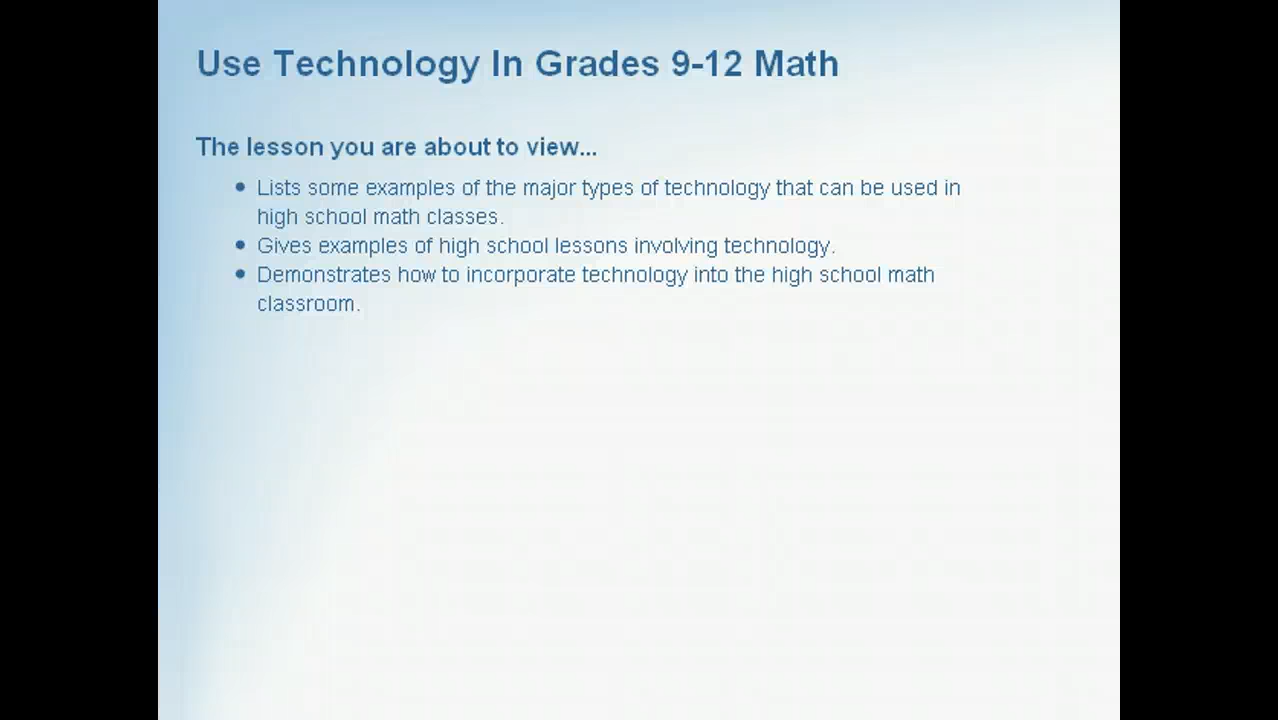 Use Technology In Grades 9-12 Math
The lesson you are about to view...
• Lists some examples of the major types of technology that can be used in
high school math classes.
• Gives examples of high school lessons involving technology.
• Demonstrates how to incorporate technology into the high school math
classroom.